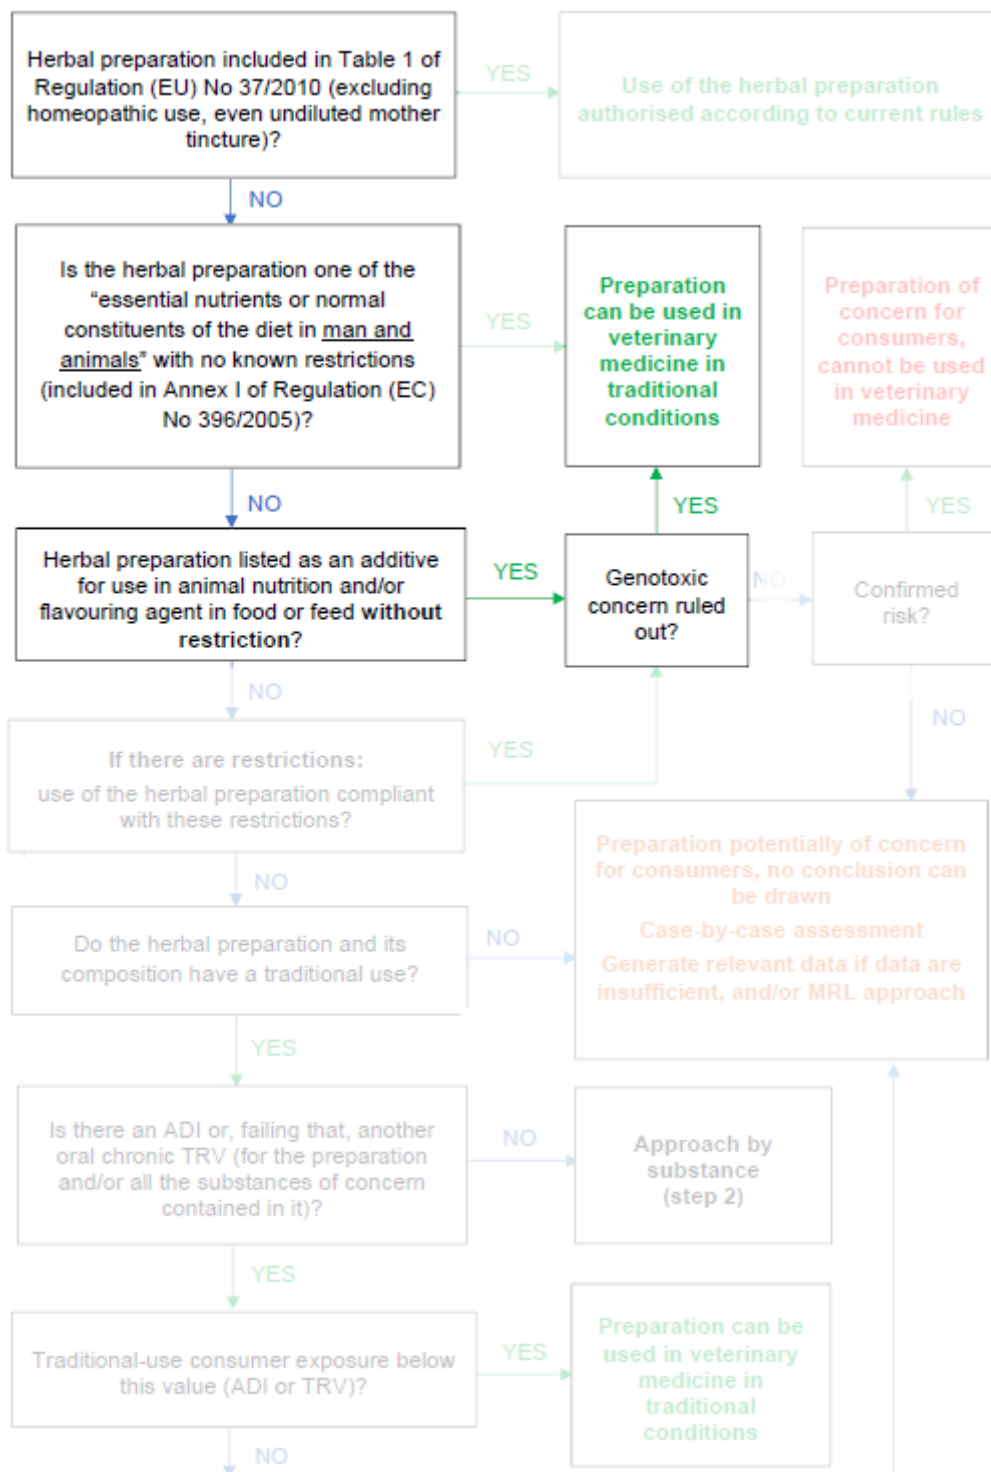 Herbal preparation included in Table 1 of
Regulation (EU) No 37/2010 (excluding
homeopathic use, even undiluted mother
tincture)?
YES
Use of the herbal preparation
authorised according to current rules
NO
Is the herbal preparation one of the
“essential nutrients or normal
constituents of the diet in man and
animals” with no known restrictions
(included in Annex I of Regulation (EC)
No 396/2005)?
YES
Preparation
can be used in
veterinary
medicine in
traditional
conditions
Preparation of
concern for
consumers,
cannot be used
in veterinary
medicine
NO
YES
YES
Herbal preparation listed as an additive
for use in animal nutrition and/or
flavouring agent in food or feed without
restriction?
YES
Genotoxic
concern ruled
out?
NO
Confirmed
risk?
NO
NO
If there are restrictions:
use of the herbal preparation compliant
with these restrictions?
YES
NO
Preparation potentially of concern
for consumers, no conclusion can
be drawn
Case-by-case assessment
Generate relevant data if data are
insufficient, and/or MRL approach
Do the herbal preparation and its
composition have a traditional use?
NO
YES
Is there an ADI or, failing that, another
oral chronic TRV (for the preparation
and/or all the substances of concern
contained in it)?
NO
Approach by
substance
(step 2)
YES
Traditional-use consumer exposure below
this value (ADI or TRV)?
YES
Preparation can be
used in veterinary
medicine in
traditional
conditions
NO